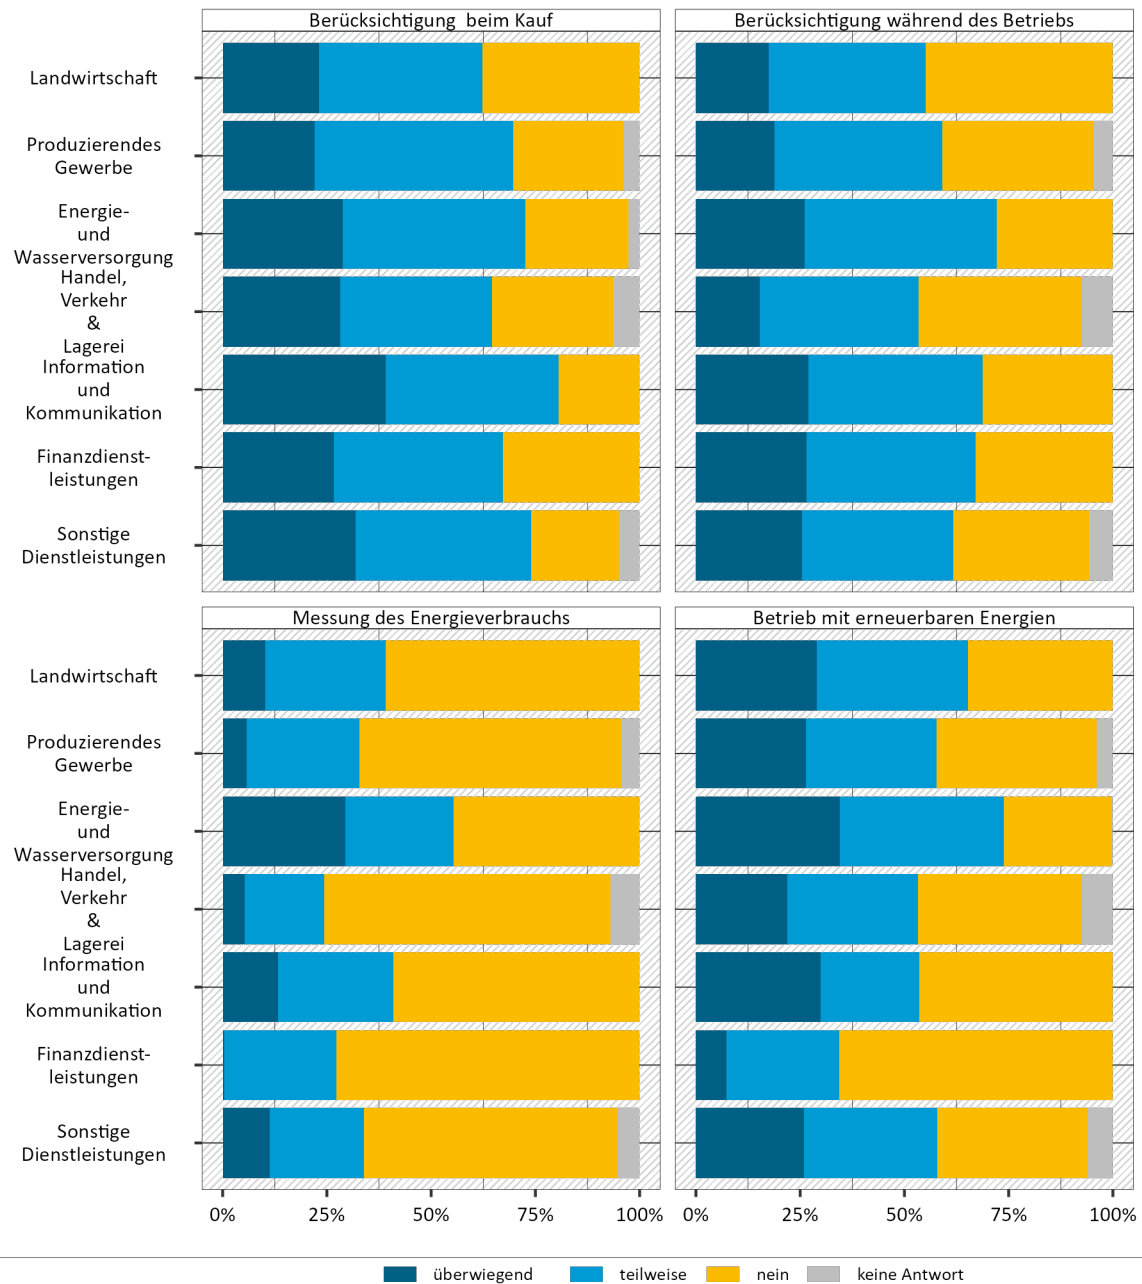 Berücksichtigung beim Kauf
Berücksichtigung während des Betriebs
Landwirtschaft
Produzierendes
Gewerbe
Energie-
und
Wasserversorgung
Handel,
Verkehr
&
Lagerei
Information
und
Kommunikation
Finanzdienst-
leistungen
Sonstige
Dienstleistungen
Messung des Energieverbrauchs
Betrieb mit erneuerbaren Energien
Landwirtschaft
Produzierendes
Gewerbe
Energie-
und
Wasserversorgung
Handel,
Verkehr
&
Lagerei
Information
und
Kommunikation
Finanzdienst-
leistungen
Sonstige
Dienstleistungen
0% 25% 50% 75% 100% 0% 25% 50% 75% 100%
überwiegend teilweise nein keine Antwort